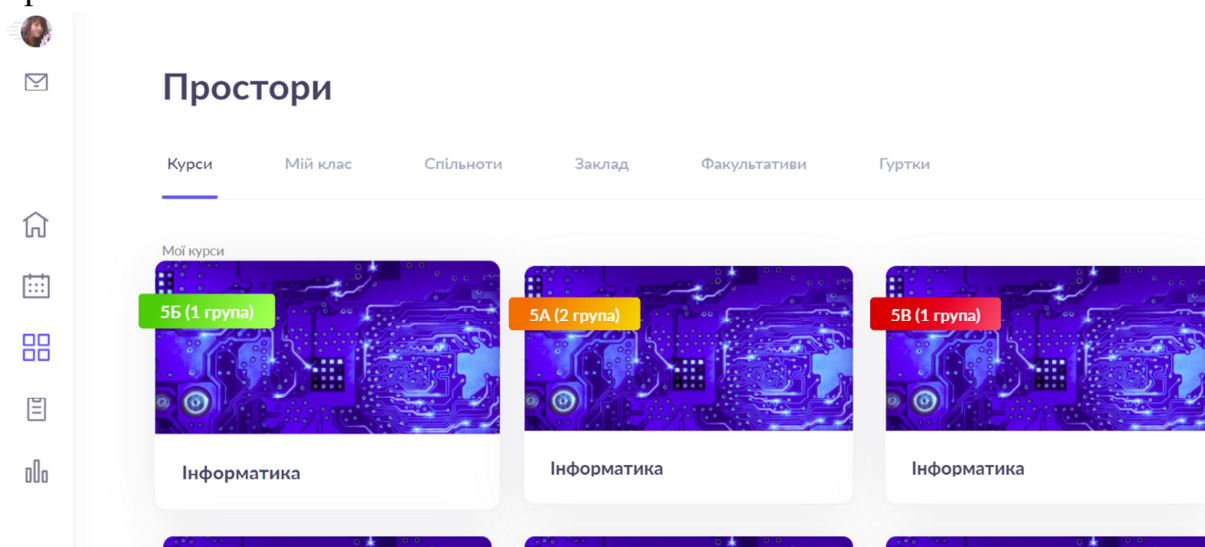 Простори
Курси Мій клас Спільноти Заклад Факультативи Гуртки
Мої курси
5Б (1 група) 5А (2 група) 5В (1 група)
Інформатика Інформатика Інформатика